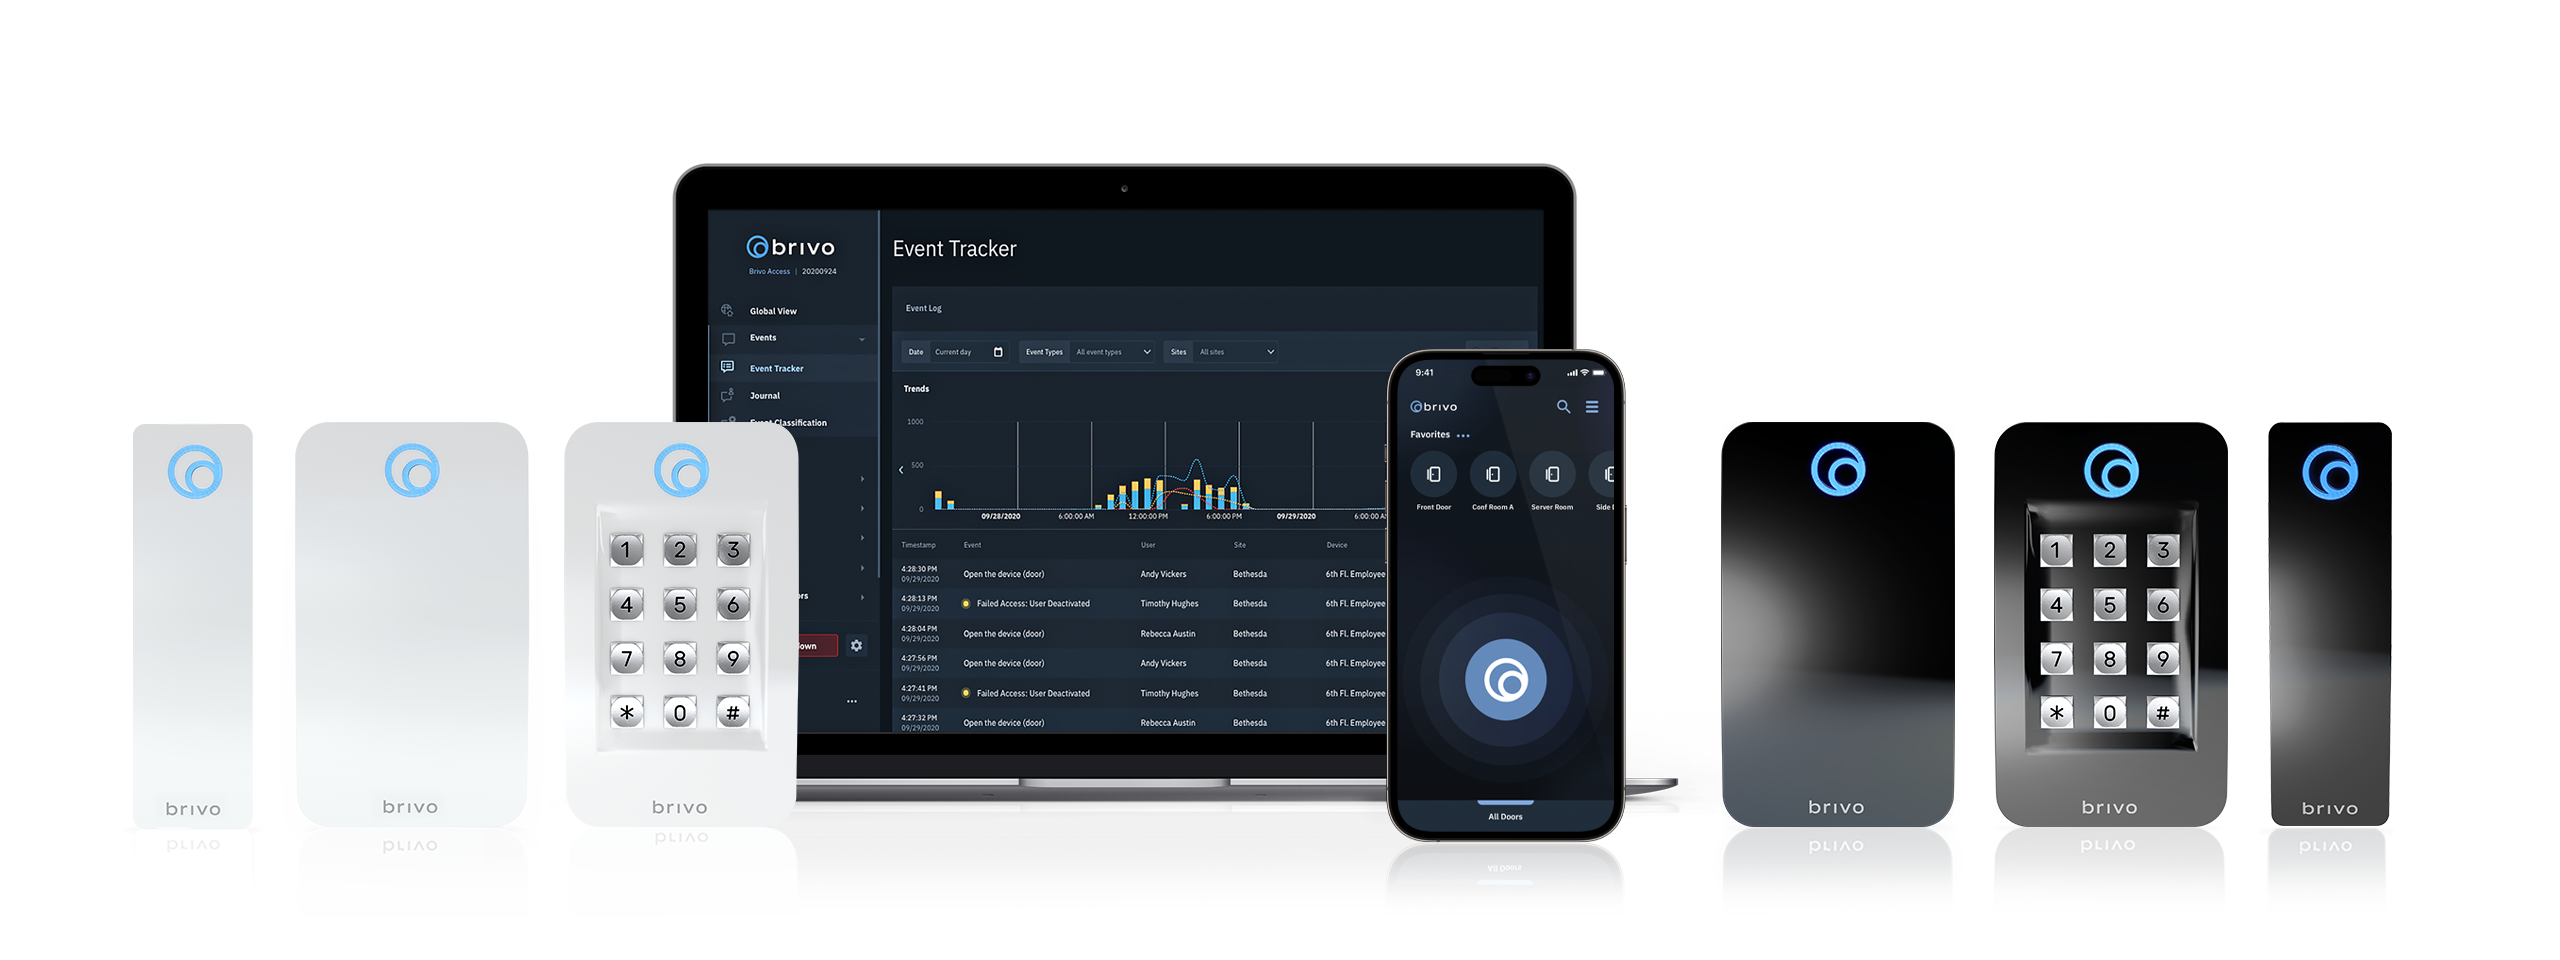 brivo
Brivo Access | 20200924
Global View
Events
Event Tracker
Journal
Event Classification
Event Tracker
Event Log
Date Current day Event Types All event types Sites All sites
Trends
1000
500
0
09/28/2020 6:00:00 AM 12:00:00 PM 6:00:00 PM 09/29/2020
Timestamp Event User Site Device
4:28:30 PM
09/29/2020 Open the device (door) Andy Vickers Bethesda 6th Fl. Employee
4:28:13 PM
09/29/2020 Failed Access: User Deactivated Timothy Hughes Bethesda 6th Fl. Employee
4:28:04 PM
09/29/2020 Open the device (door) Rebecca Austin Bethesda 6th Fl. Employee
4:27:56 PM
09/29/2020 Open the device (door) Andy Vickers Bethesda 6th Fl. Employee
4:27:41 PM
09/29/2020 Failed Access: User Deactivated Timothy Hughes Bethesda 6th Fl. Employee
4:27:32 PM
09/29/2020 Open the device (door) Rebecca Austin Bethesda 6th Fl. Employee
9:41
brivo
Favorites
Front Door Conf Room A Server Room Side
All Doors
brivo
brivo
1 2 3
4 5 6
7 8 9
* 0 #
brivo
brivo
1 2 3
4 5 6
7 8 9
* 0 #
brivo
brivo